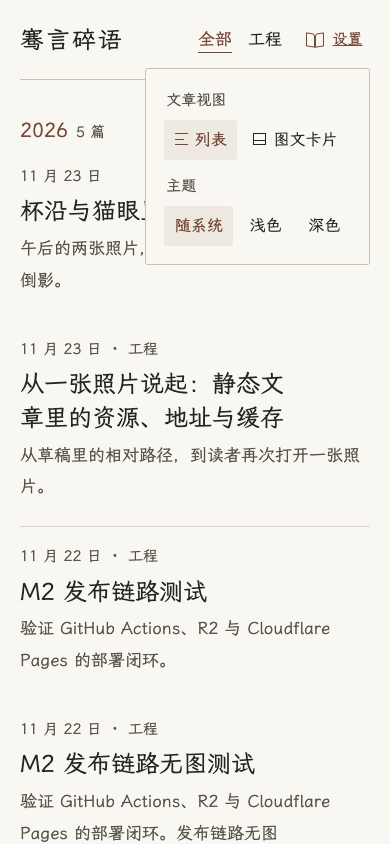 骞言碎语
全部 工程 设置
文章视图
列表 图文卡片
主题
随系统 浅色 深色
2026 5 篇
11 月 23 日
杯沿与猫眼
午后的两张照片，
倒影。
11 月 23 日 · 工程
从一张照片说起：静态文
章里的资源、地址与缓存
从草稿里的相对路径，到读者再次打开一张照
片。
11 月 22 日 · 工程
M2 发布链路测试
验证 GitHub Actions、R2 与 Cloudflare
Pages 的部署闭环。
11 月 22 日 · 工程
M2 发布链路无图测试
验证 GitHub Actions、R2 与 Cloudflare
Pages 的部署闭环。发布链路无图